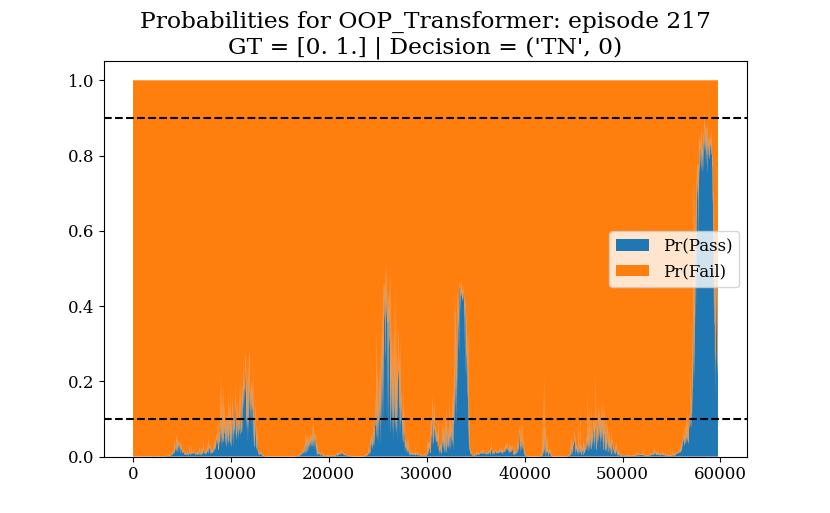 Probabilities for OOP_Transformer: episode 217
GT = [0. 1.] | Decision = ('TN', 0)
1.0
0.8
0.6
0.4
0.2
0.0
Pr(Pass)
Pr(Fail)
0 10000 20000 30000 40000 50000 60000